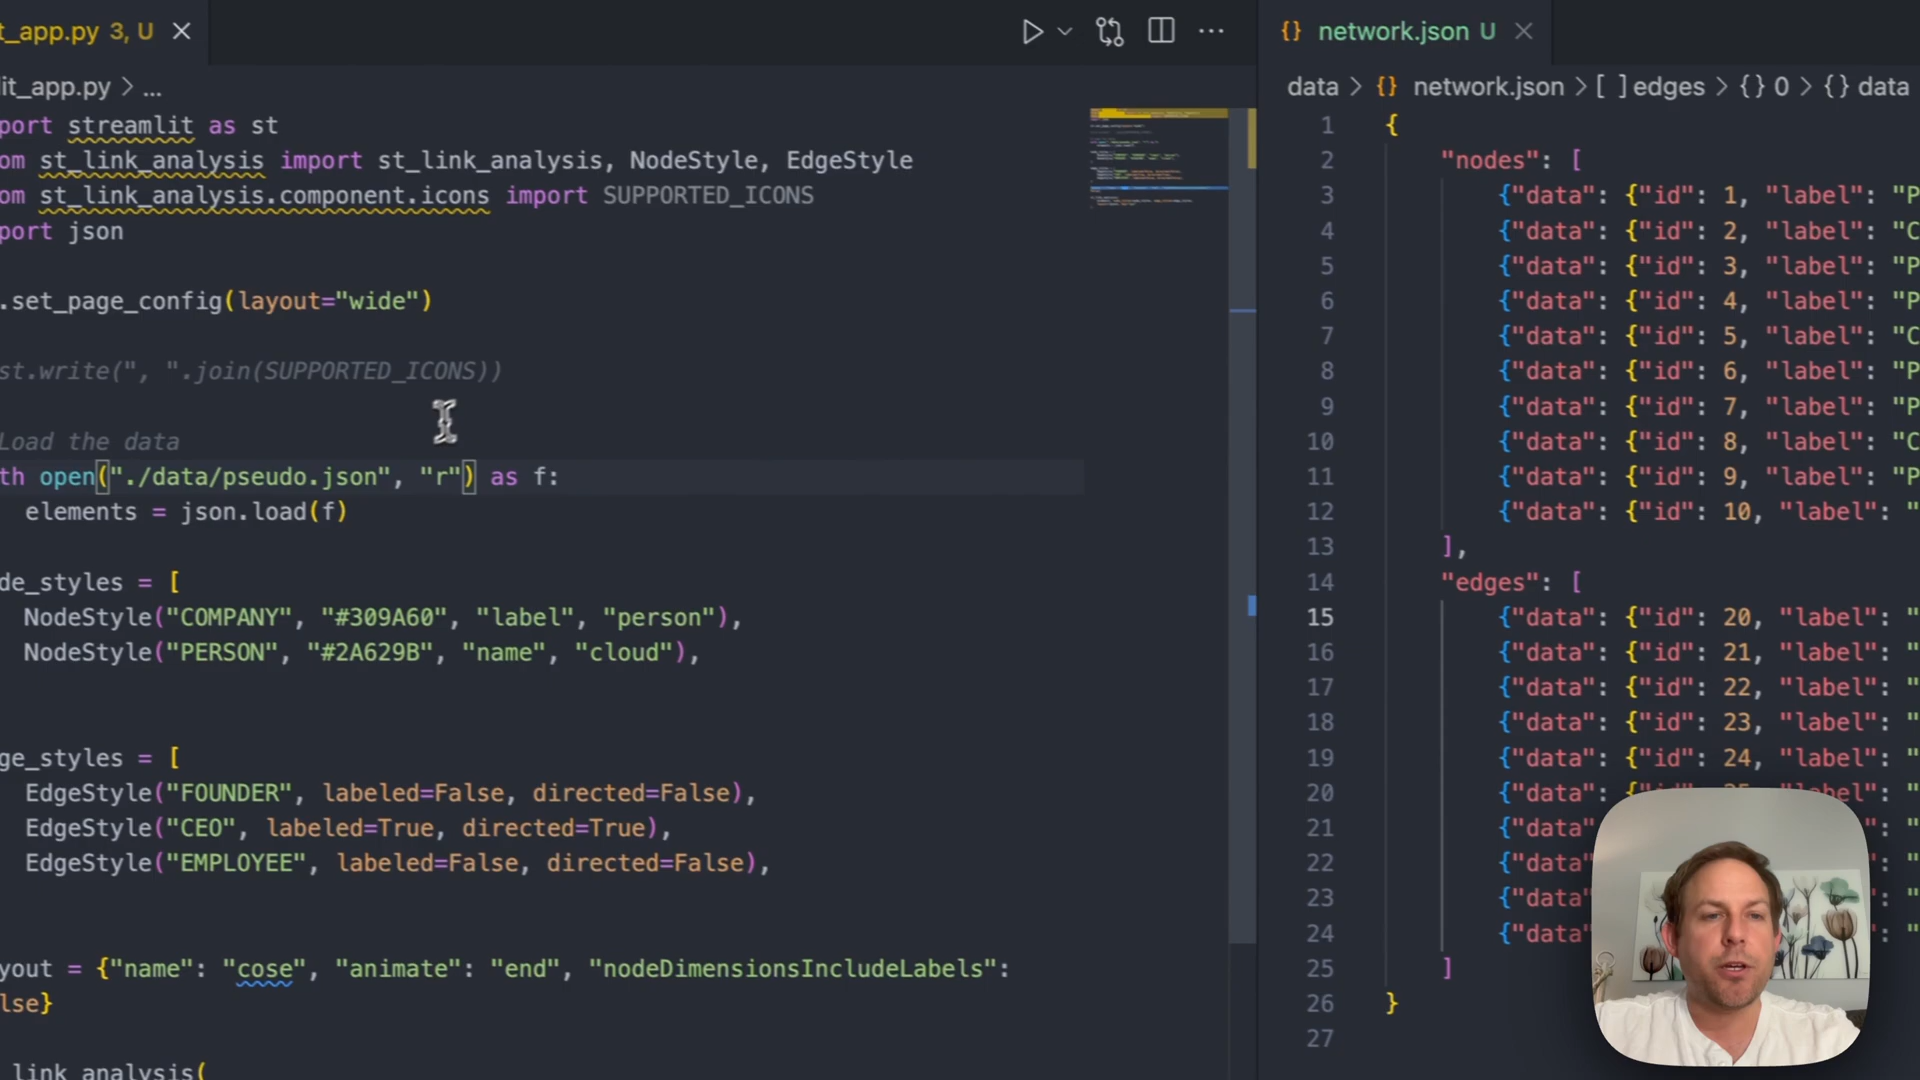 t_app.py 3, U
it_app.py > ...
port streamlit as st
om st_link_analysis import st_link_analysis, NodeStyle, EdgeStyle
om st_link_analysis.component.icons import SUPPORTED_ICONS
port json
.set_page_config(layout="wide")
st.write(", ".join(SUPPORTED_ICONS))
Load the data
th open("./data/pseudo.json", "r") as f:
elements = json.load(f)
de_styles = [
NodeStyle("COMPANY", "#309A60", "label", "person"),
NodeStyle("PERSON", "#2A629B", "name", "cloud"),
ge_styles = [
EdgeStyle("FOUNDER", labeled=False, directed=False),
EdgeStyle("CEO", labeled=True, directed=True),
EdgeStyle("EMPLOYEE", labeled=False, directed=False),
yout = {"name": "cose", "animate": "end", "nodeDimensionsIncludeLabels":
lse}
link_analysis(
{} network.json U
data > {} network.json > [ ] edges > {} 0 > {} data
1 {
2 "nodes": [
3 {"data": {"id": 1, "label": "P
4 {"data": {"id": 2, "label": "C
5 {"data": {"id": 3, "label": "P
6 {"data": {"id": 4, "label": "P
7 {"data": {"id": 5, "label": "C
8 {"data": {"id": 6, "label": "P
9 {"data": {"id": 7, "label": "P
10 {"data": {"id": 8, "label": "C
11 {"data": {"id": 9, "label": "P
12 {"data": {"id": 10, "label": "
13 ],
14 "edges": [
15 {"data": {"id": 20, "label": "
16 {"data": {"id": 21, "label": "
17 {"data": {"id": 22, "label": "
18 {"data": {"id": 23, "label": "
19 {"data": {"id": 24, "label": "
20 {"data": {"id": 25, "label": "
21 {"data"
22 {"data"
23 {"data"
24 {"data"
25 ]
26 }
27